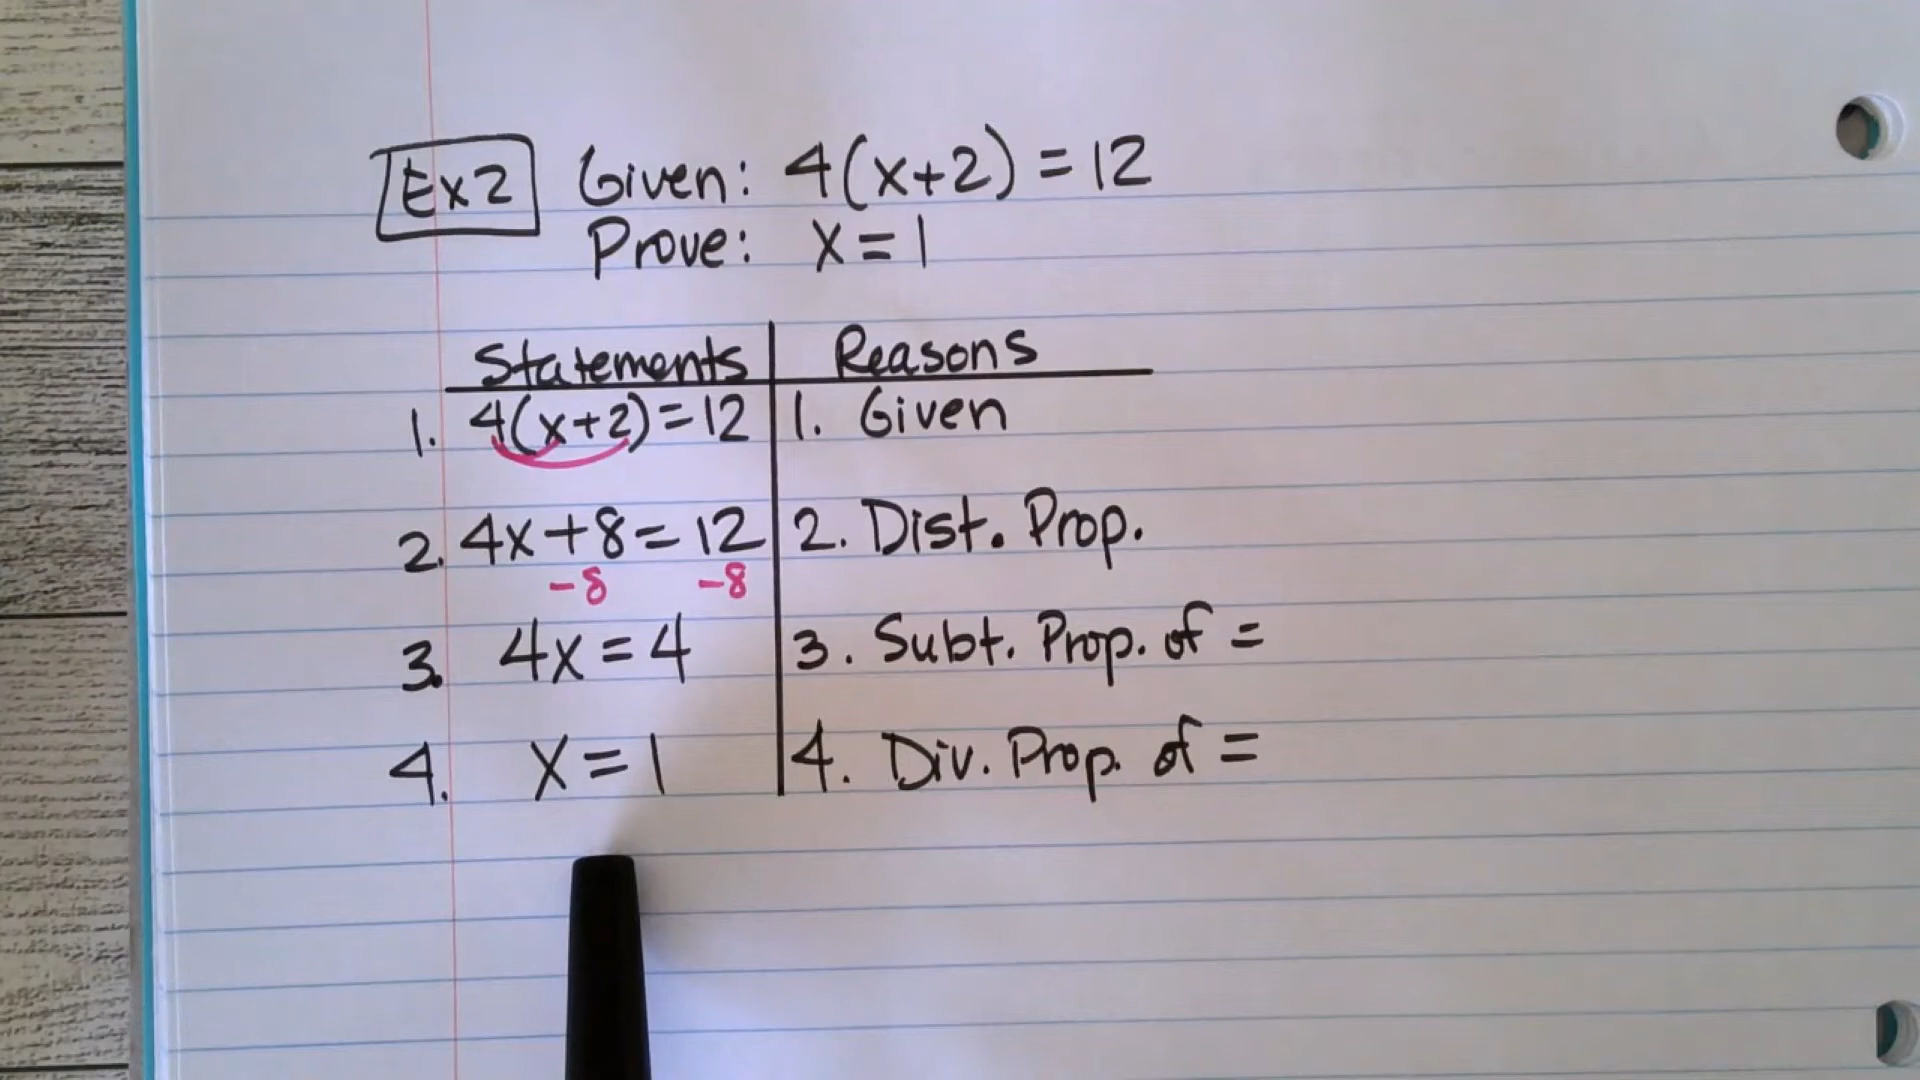 Ex2 Given: 4(x+2)=12
Prove: x=1
Statements Reasons
1. 4(x+2)=12 1. Given
2. 4x+8=12 2. Dist. Prop.
-8 -8
3. 4x=4 3. Subt. Prop. of =
4. x=1 4. Div. Prop. of =